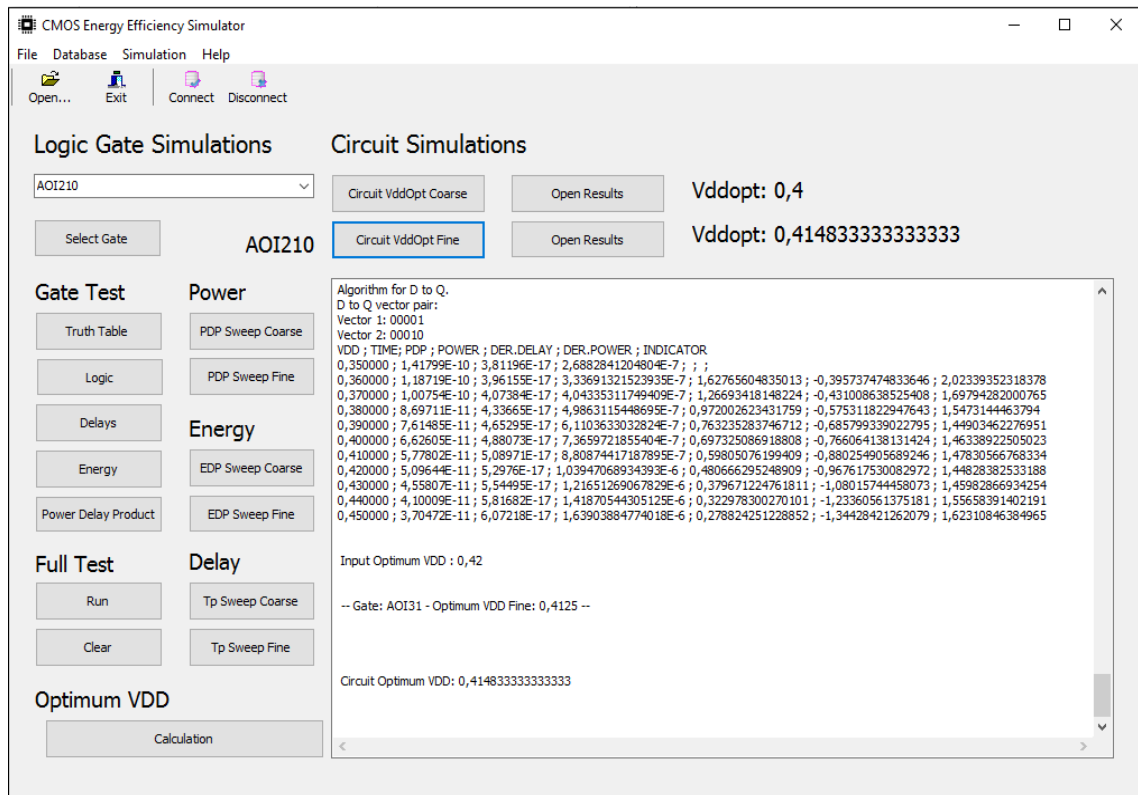 CMOS Energy Efficiency Simulator
File Database Simulation Help
Open... Exit Connect Disconnect
Logic Gate Simulations
AOI210
Select Gate
AOI210
Circuit Simulations
Circuit VddOpt Coarse
Open Results
Vddopt: 0,4
Circuit VddOpt Fine
Open Results
Vddopt: 0,414833333333333
Gate Test
Truth Table
Logic
Delays
Energy
Power Delay Product
Power
PDP Sweep Coarse
PDP Sweep Fine
Energy
EDP Sweep Coarse
EDP Sweep Fine
Full Test
Run
Clear
Delay
Tp Sweep Coarse
Tp Sweep Fine
Optimum VDD
Calculation
Algorithm for D to Q.
D to Q vector pair:
Vector 1: 00001
Vector 2: 00010
VDD ; TIME; PDP ; POWER ; DER.DELAY ; DER.POWER ; INDICATOR
0,350000 ; 1,41799E-10 ; 3,81196E-17 ; 2,6882841204804E-7 ; ; ;
0,360000 ; 1,18719E-10 ; 3,96155E-17 ; 3,33691321523935E-7 ; 1,62765604835013 ; -0,395737474833646 ; 2,02339352318378
0,370000 ; 1,00754E-10 ; 4,07384E-17 ; 4,04335311749409E-7 ; 1,26693418148224 ; -0,431008638525408 ; 1,69794282000765
0,380000 ; 8,69711E-11 ; 4,33665E-17 ; 4,9863115448695E-7 ; 0,972002623431759 ; -0,575311822947643 ; 1,5473144463794
0,390000 ; 7,61485E-11 ; 4,65295E-17 ; 6,1103633032824E-7 ; 0,763235283746712 ; -0,685799339022795 ; 1,44903462276951
0,400000 ; 6,62605E-11 ; 4,88073E-17 ; 7,3659721855404E-7 ; 0,697325086918808 ; -0,766064138131424 ; 1,46338922505023
0,410000 ; 5,77802E-11 ; 5,08971E-17 ; 8,80874417187895E-7 ; 0,59805076199409 ; -0,880254905689246 ; 1,47830566768334
0,420000 ; 5,09644E-11 ; 5,2976E-17 ; 1,03947068934393E-6 ; 0,480666295248909 ; -0,967617530082972 ; 1,44828382533188
0,430000 ; 4,55807E-11 ; 5,54495E-17 ; 1,21651269067829E-6 ; 0,379671224761811 ; -1,08015744458073 ; 1,45982866934254
0,440000 ; 4,10009E-11 ; 5,81682E-17 ; 1,41870544305125E-6 ; 0,322978300270101 ; -1,23360561375181 ; 1,55658391402191
0,450000 ; 3,70472E-11 ; 6,07218E-17 ; 1,63903884774018E-6 ; 0,278824251228852 ; -1,34428421262079 ; 1,62310846384965
Input Optimum VDD : 0,42
-- Gate: AOI31 - Optimum VDD Fine: 0,4125 --
Circuit Optimum VDD: 0,414833333333333